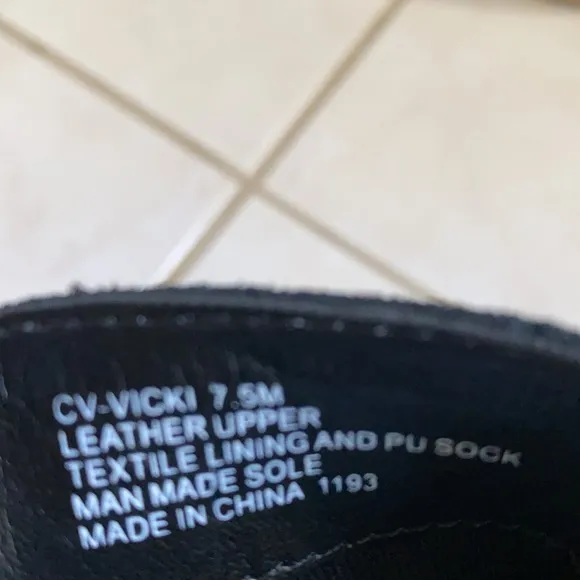 CV-VICKI 7.5M
LEATHER UPPER
TEXTILE LINING AND PU SOCK
MAN MADE SOLE
MADE IN CHINA 1193